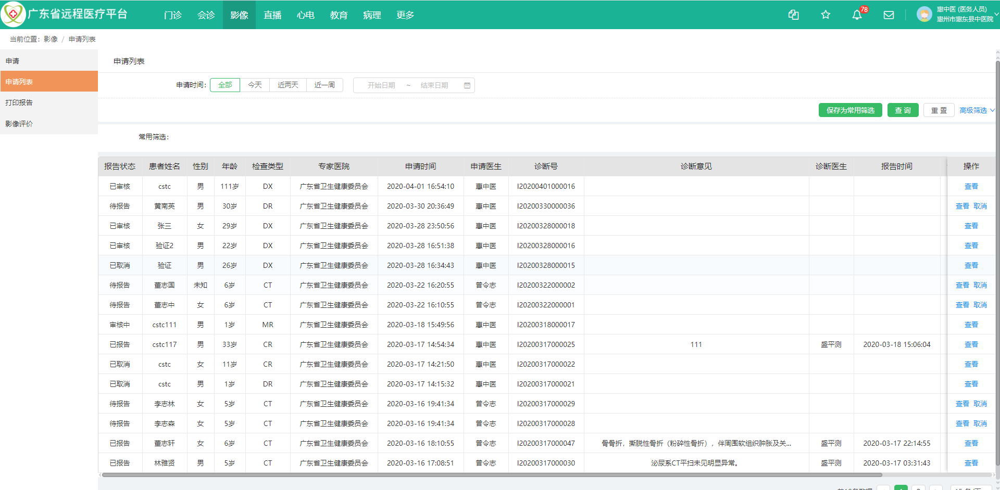 广东省远程医疗平台 门诊 会诊 影像 直播 心电 教育 病理 更多 78 惠中医 (医务人员)
惠州市惠东县中医院
当前位置：影像 / 申请列表
申请
申请列表
打印报告
影像评价
申请列表
申请时间： 全部 今天 近两天 近一周 开始日期 ~ 结束日期
保存为常用筛选 查 询 重 置 高级筛选
常用筛选：
报告状态 患者姓名 性别 年龄 检查类型 专家医院 申请时间 申请医生 诊断号 诊断意见 诊断医生 报告时间 操作
已审核 cstc 男 111岁 DX 广东省卫生健康委员会 2020-04-01 16:54:10 惠中医 I20200401000016 查看
待报告 黄南英 男 30岁 DR 广东省卫生健康委员会 2020-03-30 20:36:49 惠中医 I20200330000036 查看 取消
已审核 张三 女 29岁 DX 广东省卫生健康委员会 2020-03-28 23:50:56 惠中医 I20200328000018 查看
已审核 验证2 男 22岁 DX 广东省卫生健康委员会 2020-03-28 16:51:38 惠中医 I20200328000016 查看
已取消 验证 男 26岁 DX 广东省卫生健康委员会 2020-03-28 16:34:43 惠中医 I20200328000015 查看
待报告 董志国 未知 6岁 CT 广东省卫生健康委员会 2020-03-22 16:20:55 曾令志 I20200322000002 查看 取消
待报告 董志中 女 6岁 CT 广东省卫生健康委员会 2020-03-22 16:10:55 曾令志 I20200322000001 查看 取消
审核中 cstc111 男 1岁 MR 广东省卫生健康委员会 2020-03-18 15:49:56 惠中医 I20200318000017 查看
已报告 cstc117 男 33岁 CR 广东省卫生健康委员会 2020-03-17 14:54:34 惠中医 I20200317000025 111 盛平测 2020-03-18 15:06:04 查看
已取消 cstc 女 11岁 CR 广东省卫生健康委员会 2020-03-17 14:21:50 惠中医 I20200317000022 查看
已取消 cstc 男 1岁 DR 广东省卫生健康委员会 2020-03-17 14:15:32 惠中医 I20200317000021 查看
待报告 李志林 女 5岁 CT 广东省卫生健康委员会 2020-03-16 19:41:34 曾令志 I20200317000029 查看 取消
待报告 李志森 女 5岁 CT 广东省卫生健康委员会 2020-03-16 19:41:34 曾令志 I20200317000028 查看 取消
已报告 董志轩 女 6岁 CT 广东省卫生健康委员会 2020-03-16 18:10:55 曾令志 I20200317000047 骨骨折，撕脱性骨折（粉碎性骨折），伴周围软组织肿胀及关... 盛平测 2020-03-17 22:14:55 查看
已报告 林雅贤 男 5岁 CT 广东省卫生健康委员会 2020-03-16 17:08:51 曾令志 I20200317000030 泌尿系CT平扫未见明显异常。 盛平测 2020-03-17 03:31:43 查看